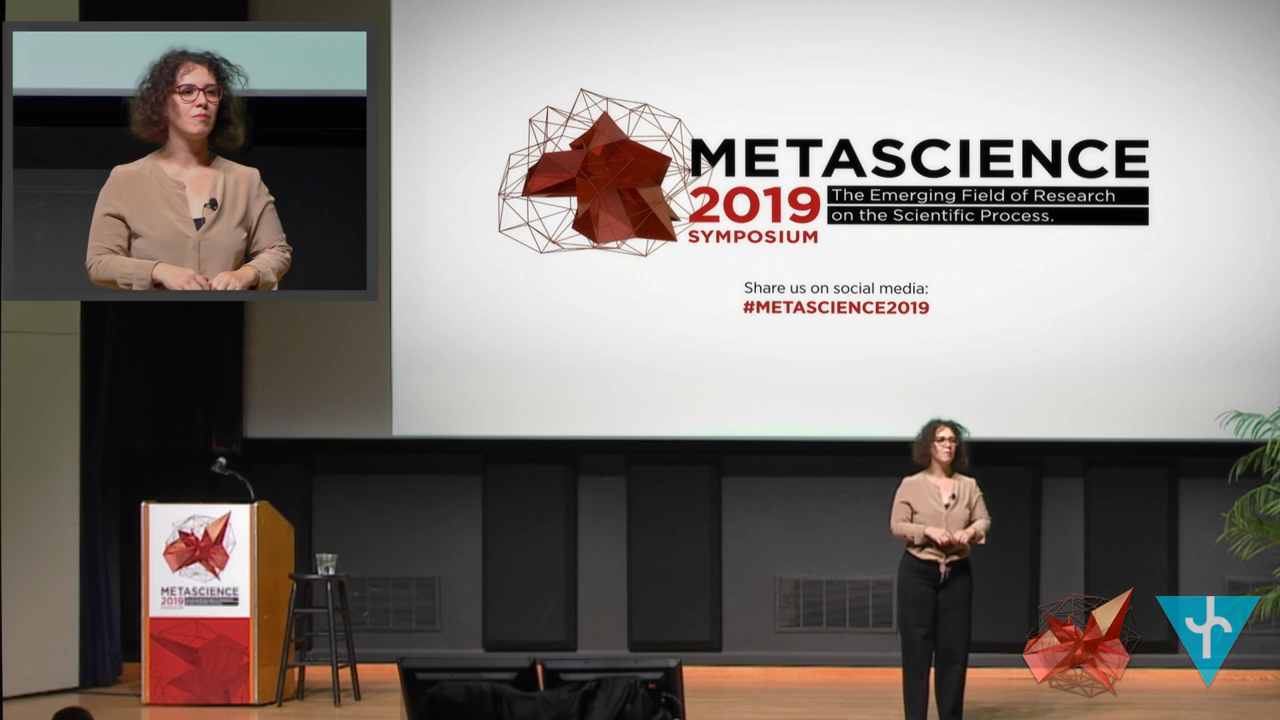 METASCIENCE
2019 The Emerging Field of Research
on the Scientific Process.
SYMPOSIUM
Share us on social media:
#METASCIENCE2019
METASCIENCE
2019